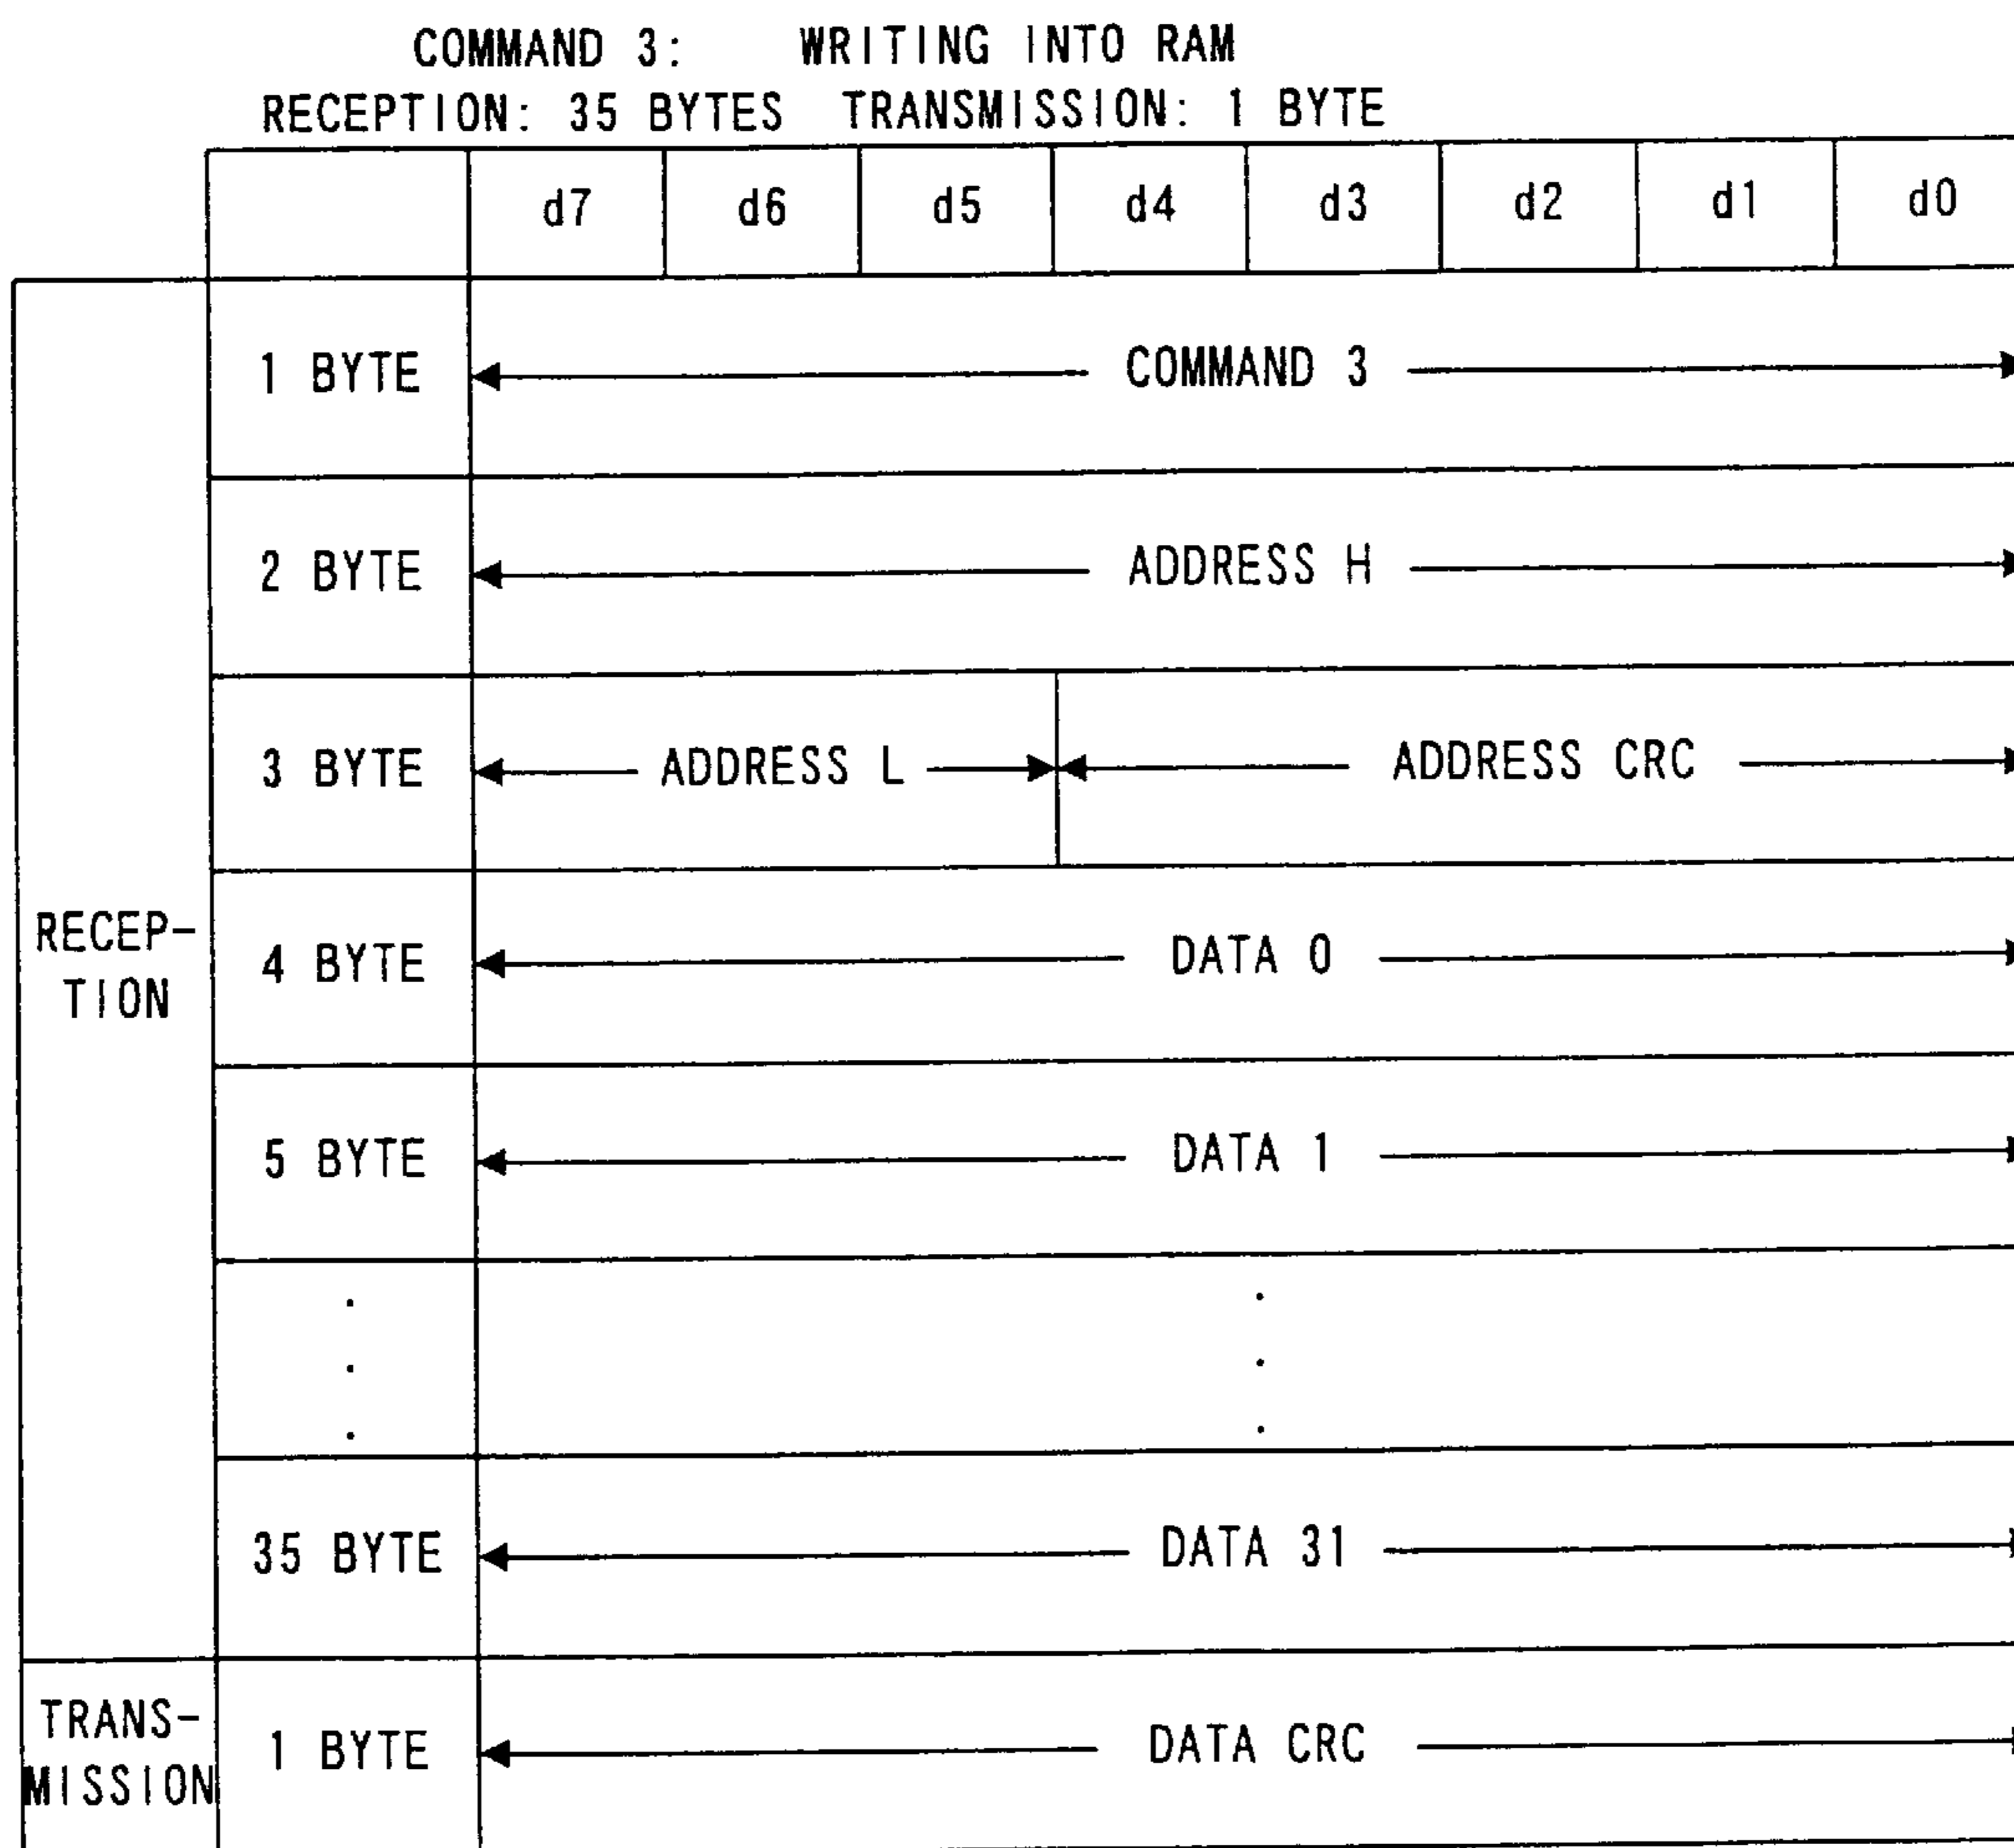 COMMAND 3: WRITING INTO RAM
RECEPTION: 35 BYTES TRANSMISSION: 1 BYTE
d7 d6 d5 d4 d3 d2 d1 d0
1 BYTE COMMAND 3
2 BYTE ADDRESS H
3 BYTE ADDRESS L ADDRESS CRC
RECEP-
TION
4 BYTE DATA 0
5 BYTE DATA 1
35 BYTE DATA 31
TRANS-
MISSION
1 BYTE DATA CRC